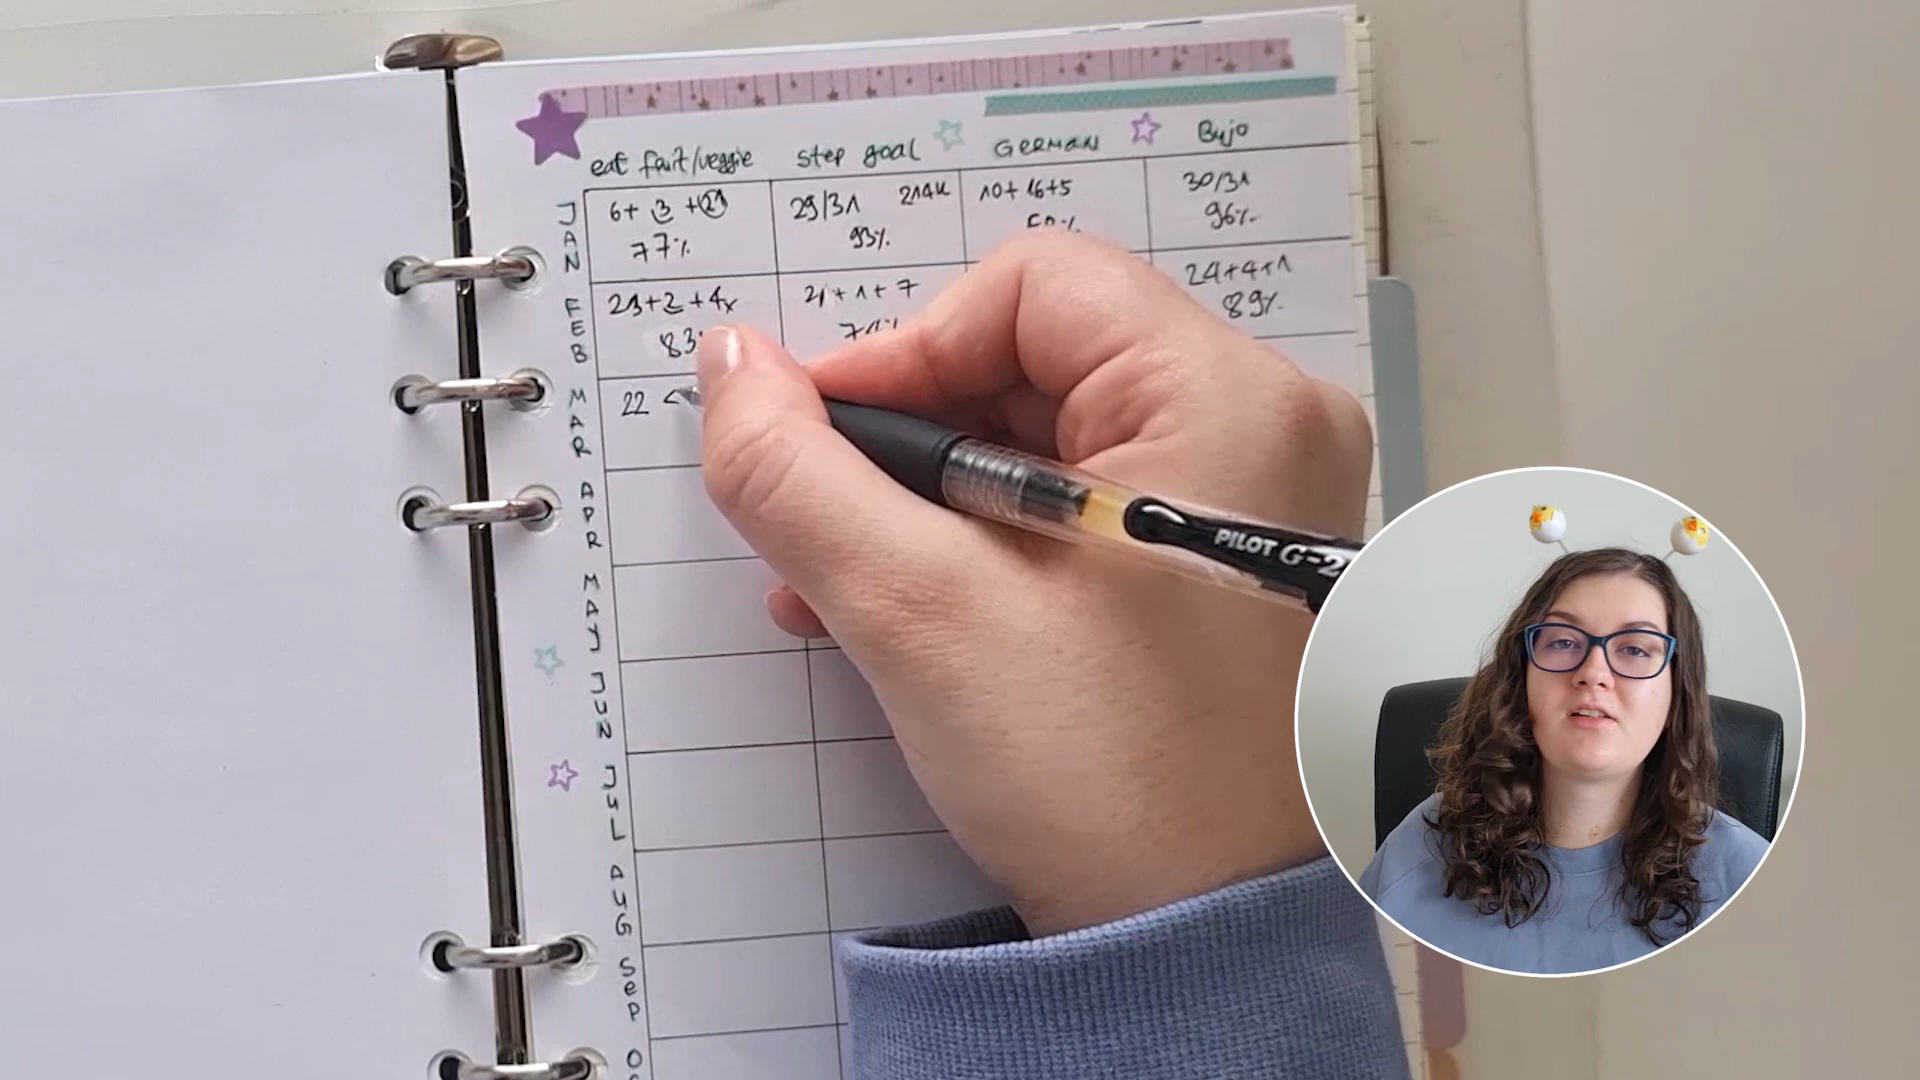 eat fruit/veggie step goal GERMAN Bujo
JAN
6+ 3 +21
77%
29/31 214K
93%
10+16+5
30/31
96%
FEB
23+2+4x
83
21+1+7
24+4+1
89%
MAR
22
APR
MAY
JUN
JUL
AUG
SeP
O
PILOT G-2